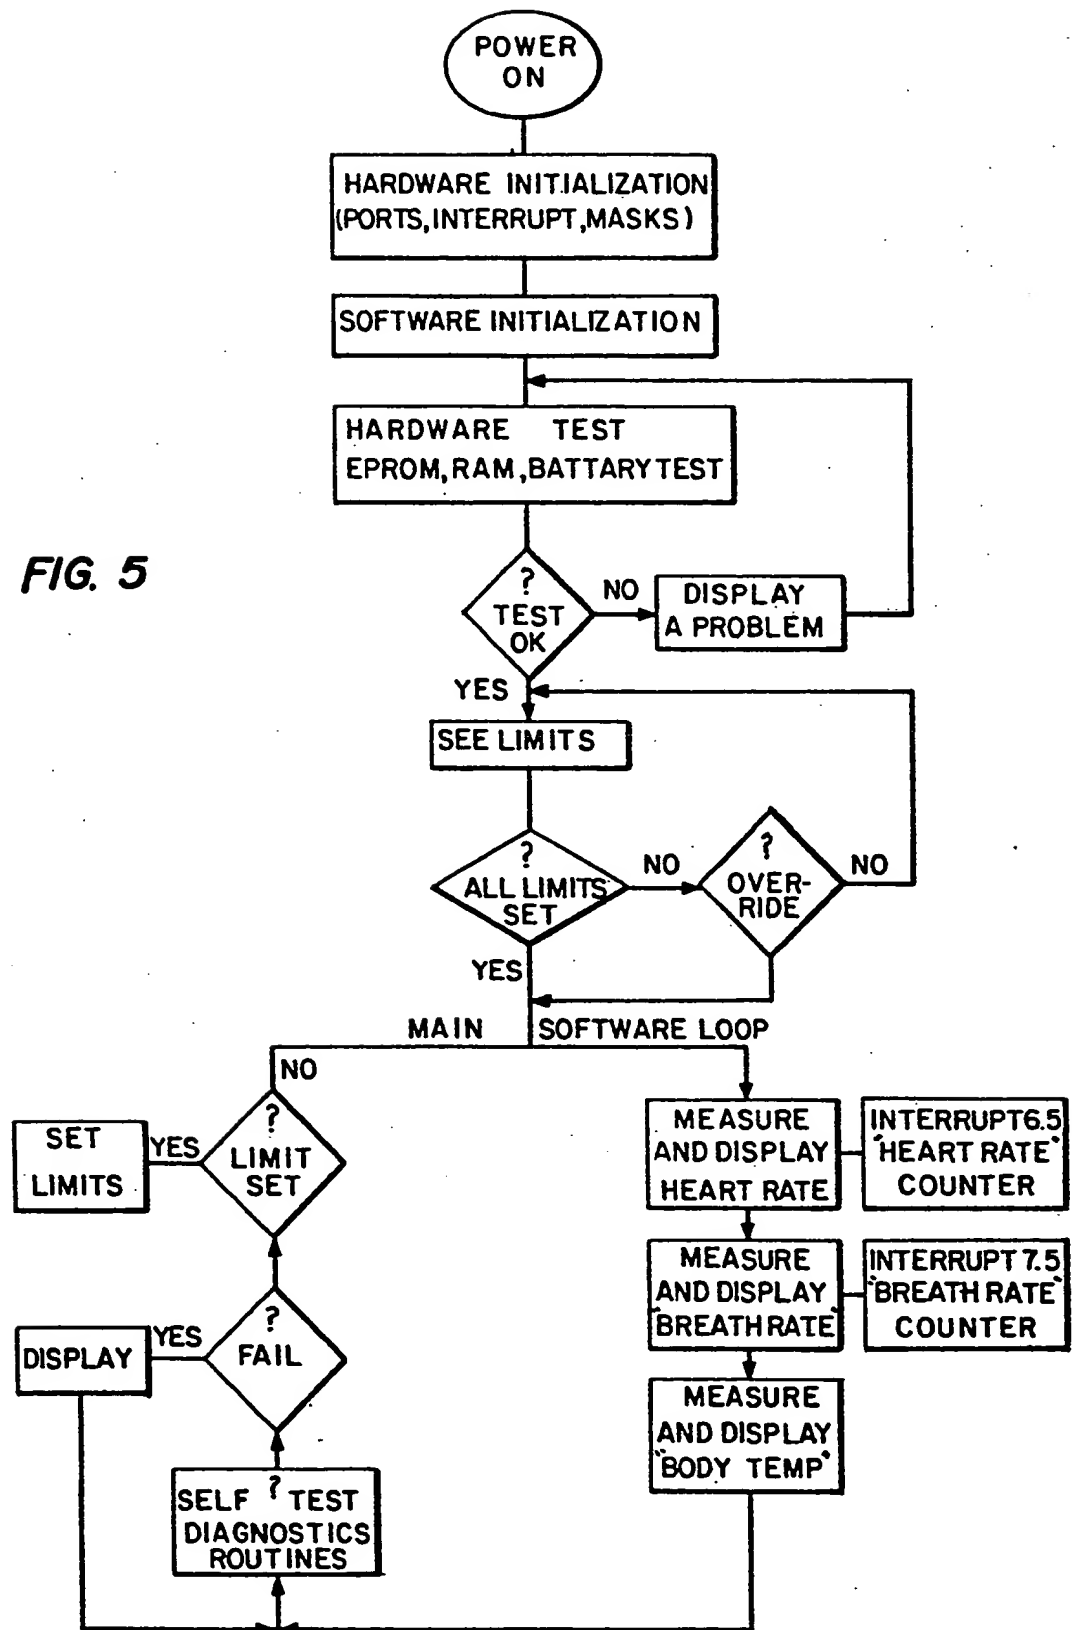 POWER
ON
HARDWARE INITIALIZATION
(PORTS,INTERRUPT,MASKS)
SOFTWARE INITIALIZATION
HARDWARE TEST
EPROM,RAM,BATTARY TEST
FIG. 5
?
TEST
OK
NO
DISPLAY
A PROBLEM
YES
SEE LIMITS
?
ALL LIMITS
SET
NO
?
OVER-
RIDE
NO
YES
MAIN SOFTWARE LOOP
NO
?
LIMIT
SET
YES
SET
LIMITS
MEASURE
AND DISPLAY
HEART RATE
INTERRUPT 6.5
"HEART RATE"
COUNTER
MEASURE
AND DISPLAY
"BREATH RATE"
INTERRUPT 7.5
"BREATH RATE"
COUNTER
?
FAIL
YES
DISPLAY
MEASURE
AND DISPLAY
"BODY TEMP"
SELF ? TEST
DIAGNOSTICS
ROUTINES